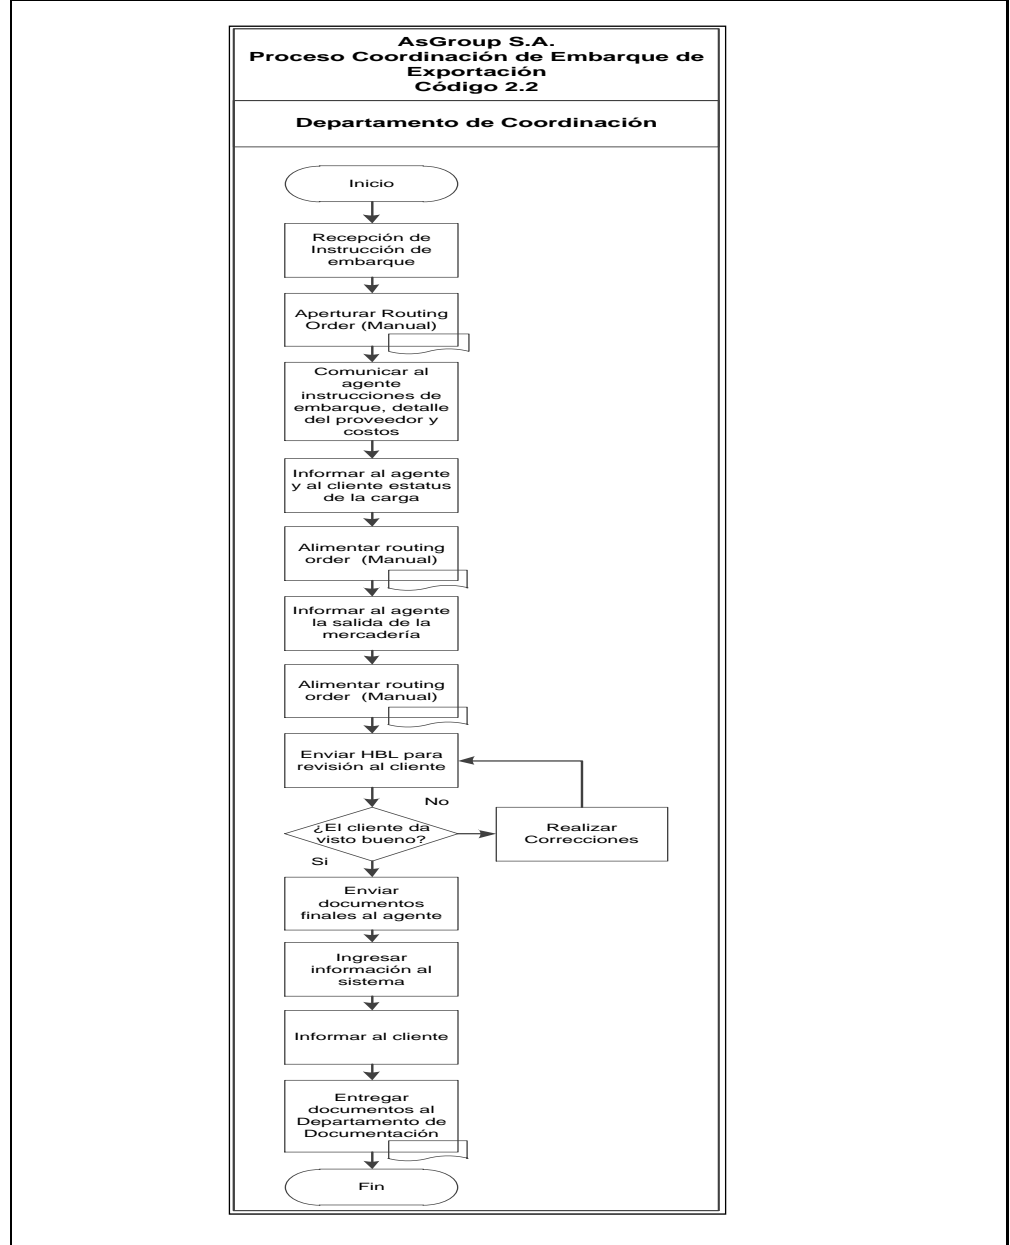 AsGroup S.A.
Proceso Coordinación de Embarque de
Exportación
Código 2.2
Departamento de Coordinación
Inicio
Recepción de
Instrucción de
embarque
Aperturar Routing
Order (Manual)
Comunicar al
agente
instrucciones de
embarque, detalle
del proveedor y
costos
Informar al agente
y al cliente estatus
de la carga
Alimentar routing
order (Manual)
Informar al agente
la salida de la
mercadería
Alimentar routing
order (Manual)
Enviar HBL para
revisión al cliente
No
¿El cliente da
visto bueno?
Realizar
Correcciones
Si
Enviar
documentos
finales al agente
Ingresar
información al
sistema
Informar al cliente
Entregar
documentos al
Departamento de
Documentación
Fin